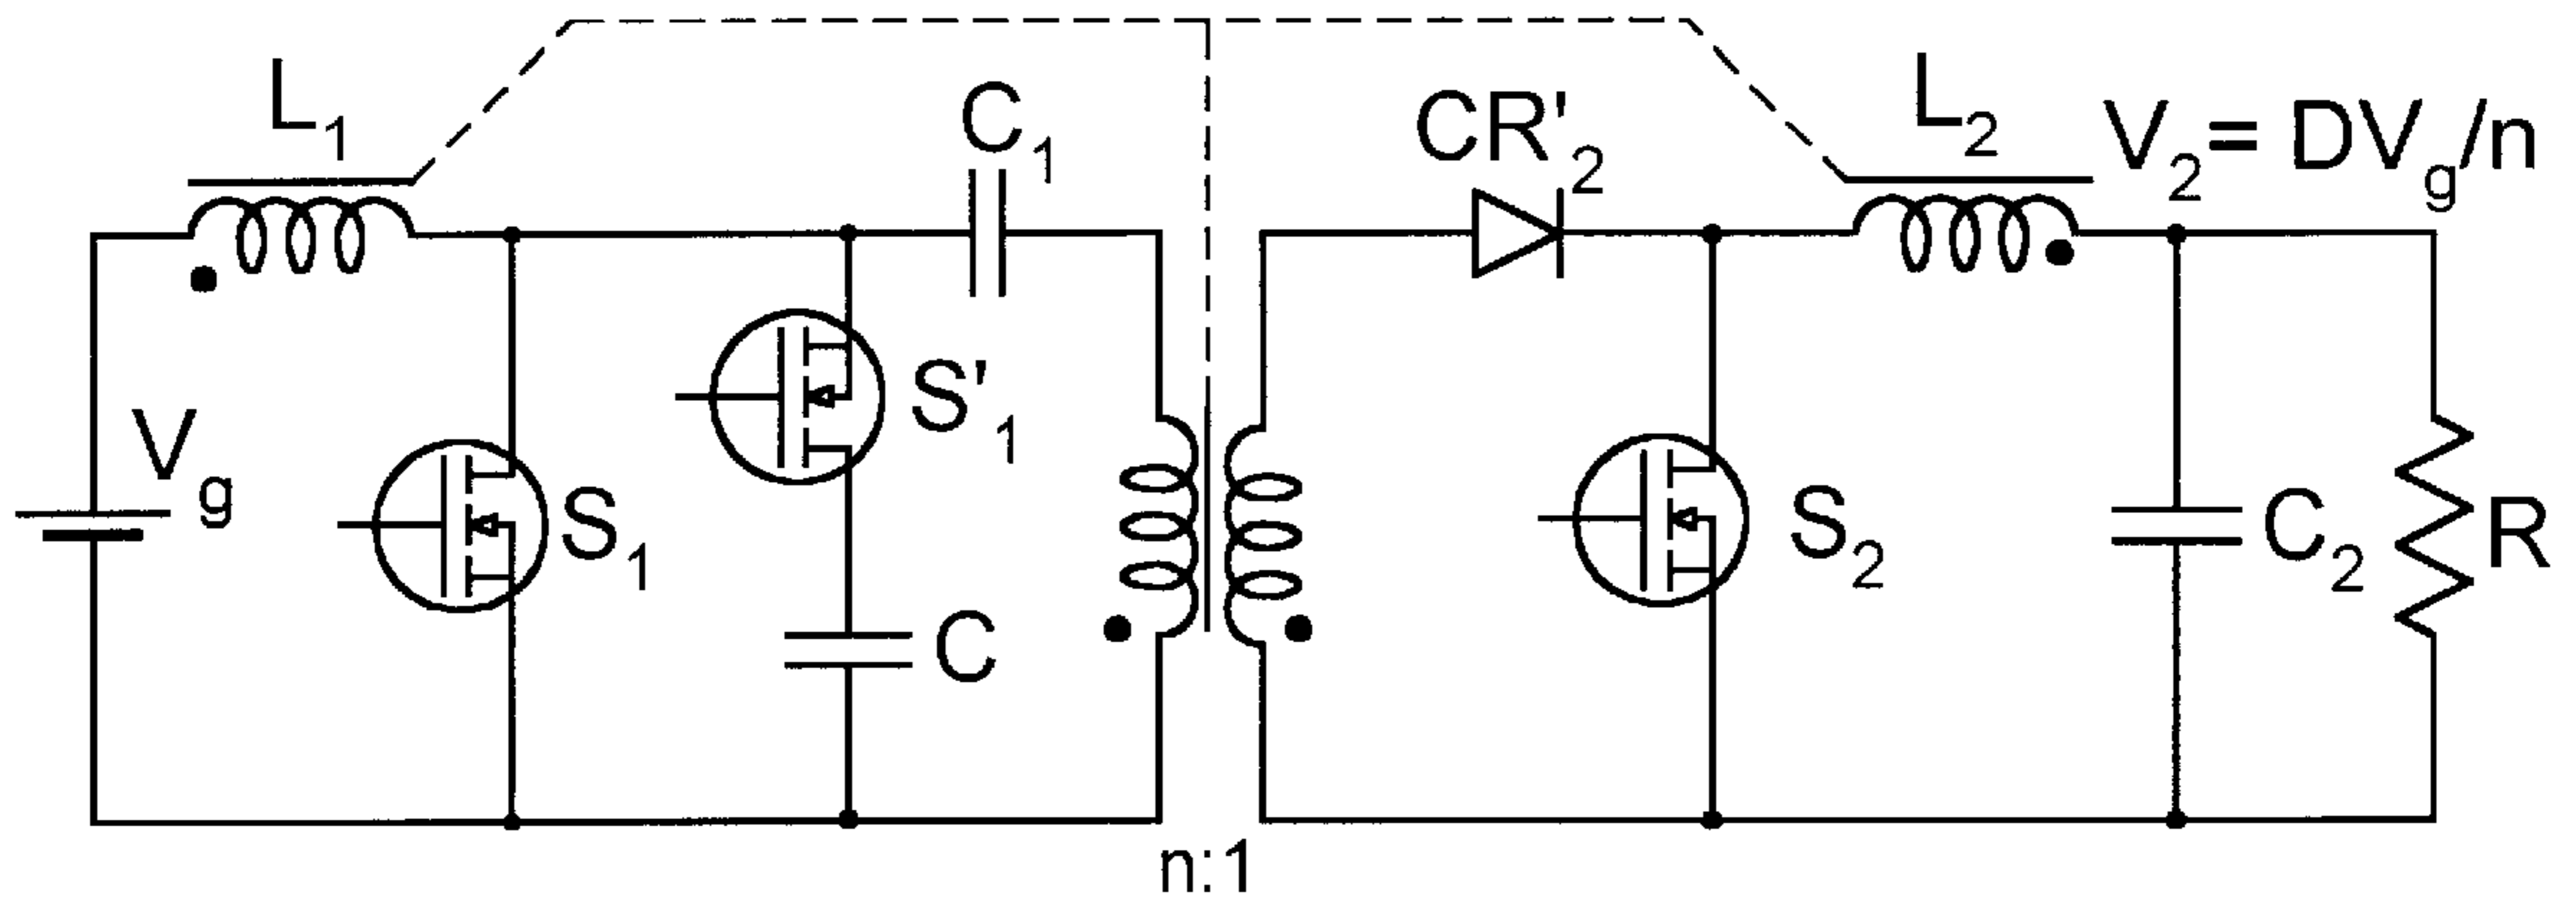 L₁
C₁
CR'₂
L₂
V₂= DVg/n
Vg
S₁
S'₁
C
S₂
C₂
R
n:1